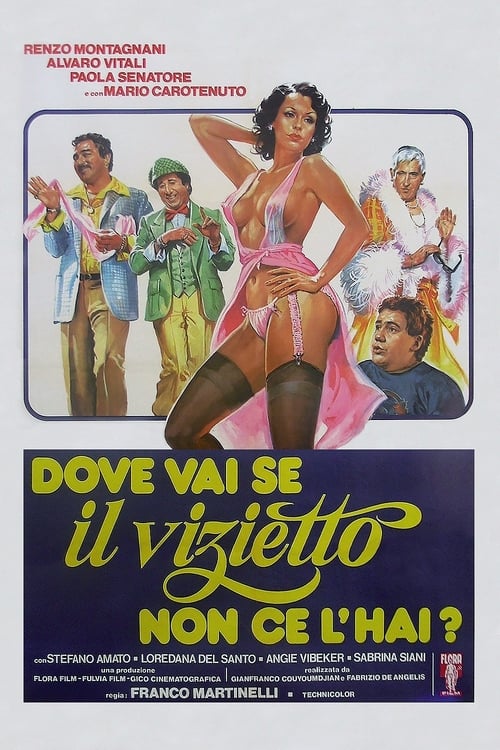 RENZO MONTAGNANI
ALVARO VITALI
PAOLA SENATORE
e con MARIO CAROTENUTO
DOVE VAI SE
il vizietto
NON CE L'HAI?
con STEFANO AMATO · LOREDANA DEL SANTO · ANGIE VIBEKER · SABRINA SIANI
una produzione
FLORA FILM - FULVIA FILM - GICO CINEMATOGRAFICA
realizzata da
GIANFRANCO COUYOUMDJIAN e FABRIZIO DE ANGELIS
regia: FRANCO MARTINELLI ■ TECHNICOLOR
FLORA
FILM